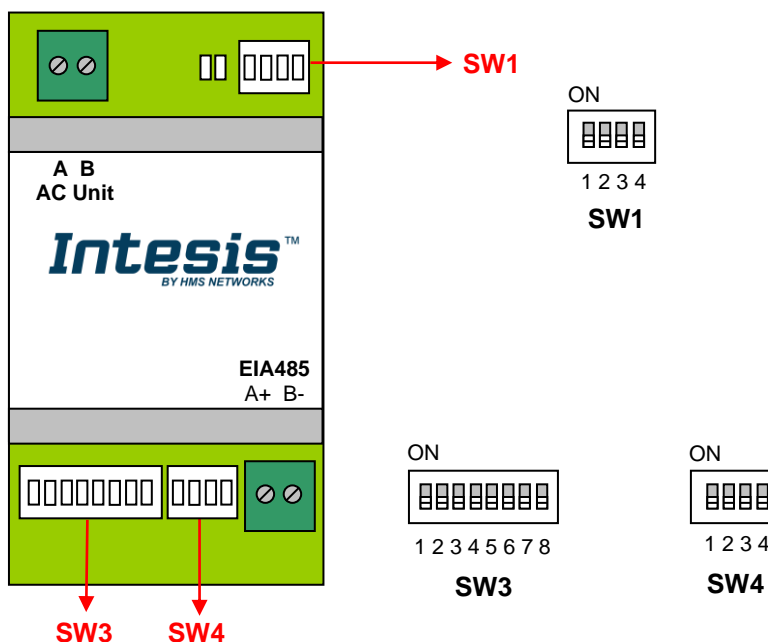 SW1
ON
1 2 3 4
SW1
A B
AC Unit
Intesis™
BY HMS NETWORKS
EIA485
A+ B-
ON
1 2 3 4 5 6 7 8
SW3
ON
1 2 3 4
SW4
SW3
SW4